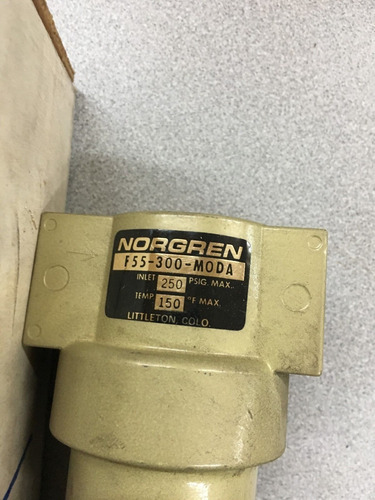 NORGREN
F55-300-MODA
INLET 250 PSIG. MAX.
TEMP 150 °F MAX.
LITTLETON, COLO.